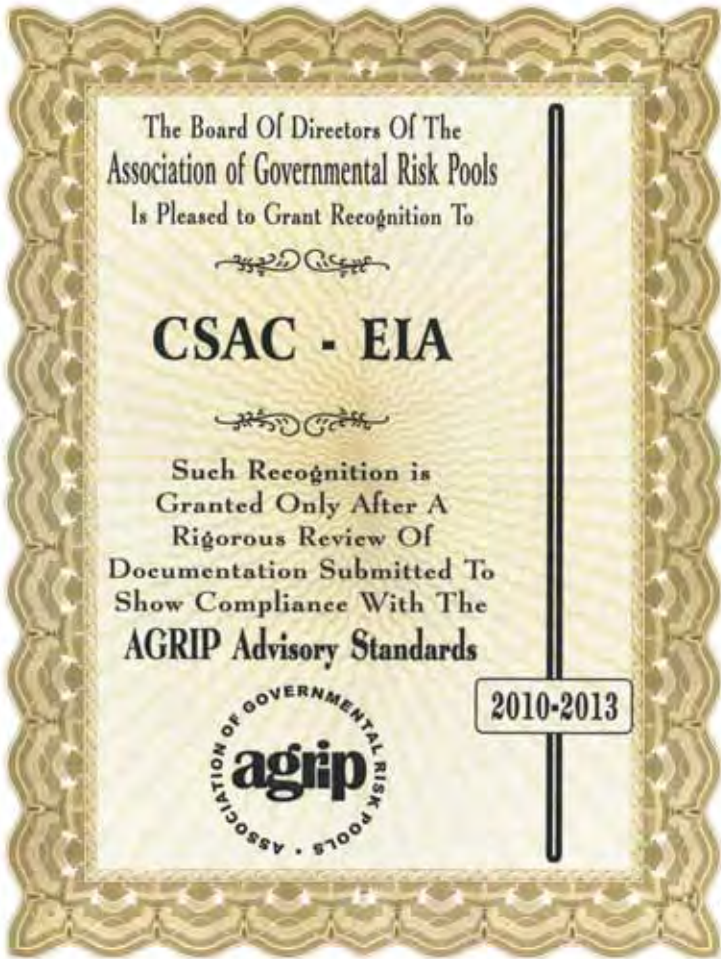 The Board Of Directors Of The
Association of Governmental Risk Pools
Is Pleased to Grant Recognition To
CSAC - EIA
Such Recognition is
Granted Only After A
Rigorous Review Of
Documentation Submitted To
Show Compliance With The
AGRIP Advisory Standards
2010-2013
ASSOCIATION OF GOVERNMENTAL RISK POOLS •
agrip